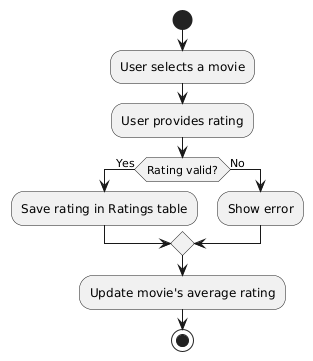 User selects a movie
User provides rating
Yes
Rating valid?
No
Save rating in Ratings table
Show error
Update movie's average rating